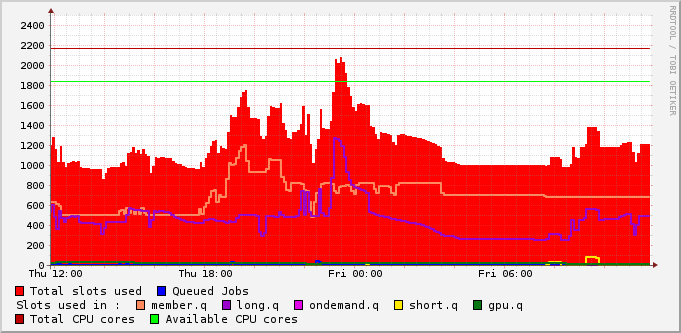 RRDTOOL / TOBI OETIKER
2400
2200
2000
1800
1600
1400
1200
1000
800
600
400
200
0
Thu 12:00 Thu 18:00 Fri 00:00 Fri 06:00
Total slots used Queued Jobs
Slots used in : member.q long.q ondemand.q short.q gpu.q
Total CPU cores Available CPU cores